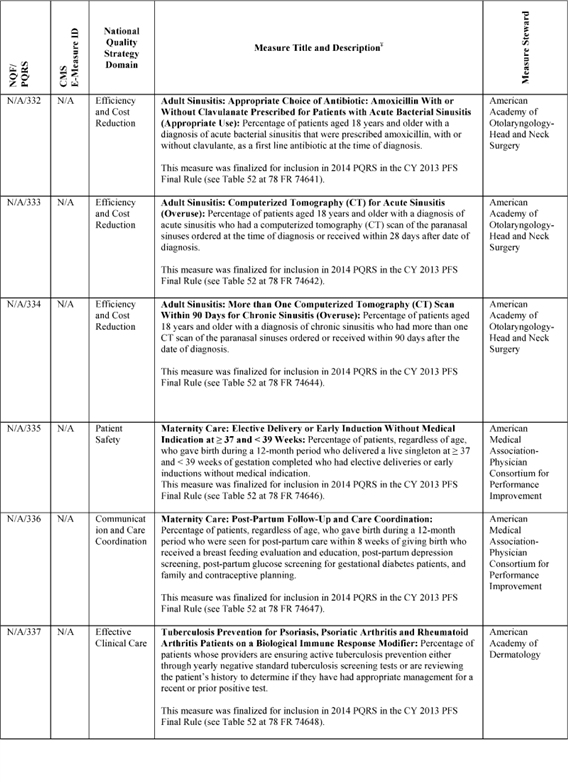 NQF/
PQRS
CMS
E-Measure ID
National
Quality
Strategy
Domain
Measure Title and Description¥
Measure Steward
N/A/332
N/A
Efficiency
and Cost
Reduction
Adult Sinusitis: Appropriate Choice of Antibiotic: Amoxicillin With or
Without Clavulanate Prescribed for Patients with Acute Bacterial Sinusitis
(Appropriate Use): Percentage of patients aged 18 years and older with a
diagnosis of acute bacterial sinusitis that were prescribed amoxicillin, with or
without clavulante, as a first line antibiotic at the time of diagnosis.
This measure was finalized for inclusion in 2014 PQRS in the CY 2013 PFS
Final Rule (see Table 52 at 78 FR 74641).
American
Academy of
Otolaryngology-
Head and Neck
Surgery
N/A/333
N/A
Efficiency
and Cost
Reduction
Adult Sinusitis: Computerized Tomography (CT) for Acute Sinusitis
(Overuse): Percentage of patients aged 18 years and older with a diagnosis of
acute sinusitis who had a computerized tomography (CT) scan of the paranasal
sinuses ordered at the time of diagnosis or received within 28 days after date of
diagnosis.
This measure was finalized for inclusion in 2014 PQRS in the CY 2013 PFS
Final Rule (see Table 52 at 78 FR 74642).
American
Academy of
Otolaryngology-
Head and Neck
Surgery
N/A/334
N/A
Efficiency
and Cost
Reduction
Adult Sinusitis: More than One Computerized Tomography (CT) Scan
Within 90 Days for Chronic Sinusitis (Overuse): Percentage of patients aged
18 years and older with a diagnosis of chronic sinusitis who had more than one
CT scan of the paranasal sinuses ordered or received within 90 days after the
date of diagnosis.
This measure was finalized for inclusion in 2014 PQRS in the CY 2013 PFS
Final Rule (see Table 52 at 78 FR 74644).
American
Academy of
Otolaryngology-
Head and Neck
Surgery
N/A/335
N/A
Patient
Safety
Maternity Care: Elective Delivery or Early Induction Without Medical
Indication at ≥ 37 and < 39 Weeks: Percentage of patients, regardless of age,
who gave birth during a 12-month period who delivered a live singleton at ≥ 37
and < 39 weeks of gestation completed who had elective deliveries or early
inductions without medical indication.
This measure was finalized for inclusion in 2014 PQRS in the CY 2013 PFS
Final Rule (see Table 52 at 78 FR 74646).
American
Medical
Association-
Physician
Consortium for
Performance
Improvement
N/A/336
N/A
Communicat
ion and Care
Coordination
Maternity Care: Post-Partum Follow-Up and Care Coordination:
Percentage of patients, regardless of age, who gave birth during a 12-month
period who were seen for post-partum care within 8 weeks of giving birth who
received a breast feeding evaluation and education, post-partum depression
screening, post-partum glucose screening for gestational diabetes patients, and
family and contraceptive planning.
This measure was finalized for inclusion in 2014 PQRS in the CY 2013 PFS
Final Rule (see Table 52 at 78 FR 74647).
American
Medical
Association-
Physician
Consortium for
Performance
Improvement
N/A/337
N/A
Effective
Clinical Care
Tuberculosis Prevention for Psoriasis, Psoriatic Arthritis and Rheumatoid
Arthritis Patients on a Biological Immune Response Modifier: Percentage of
patients whose providers are ensuring active tuberculosis prevention either
through yearly negative standard tuberculosis screening tests or are reviewing
the patient's history to determine if they have had appropriate management for a
recent or prior positive test.
This measure was finalized for inclusion in 2014 PQRS in the CY 2013 PFS
Final Rule (see Table 52 at 78 FR 74648).
American
Academy of
Dermatology